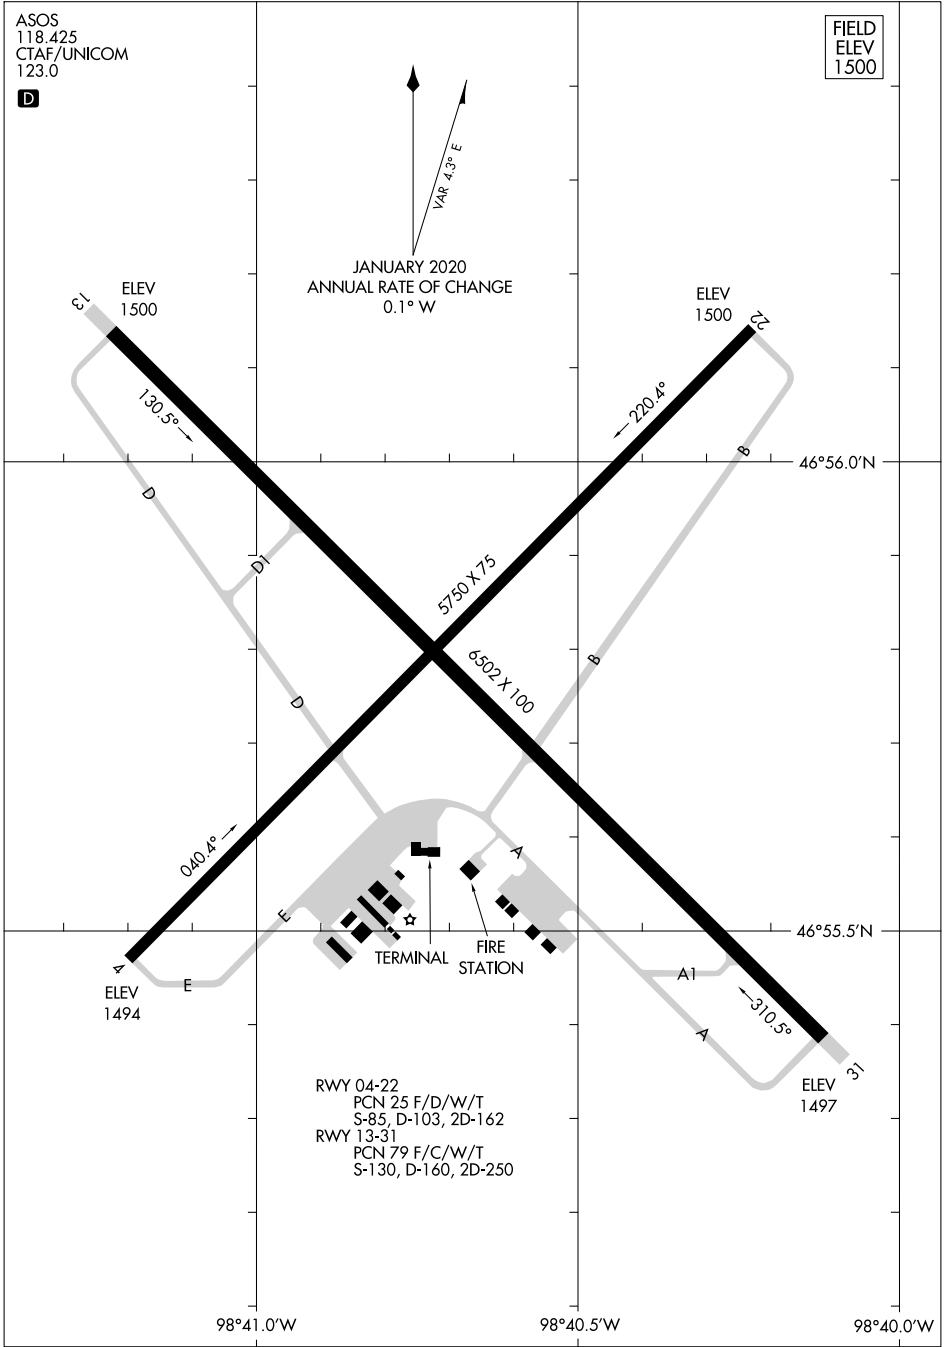 ASOS
118.425
CTAF/UNICOM
123.0
D
FIELD
ELEV
1500
VAR 4.3° E
JANUARY 2020
ANNUAL RATE OF CHANGE
0.1° W
13
ELEV
1500
ELEV
1500
22
130.5°
220.4°
46°56.0'N
B
D
D1
5750 X 75
6502 X 100
B
D
040.4°
A
E
46°55.5'N
TERMINAL
FIRE
STATION
4
E
A1
ELEV
1494
310.5°
A
31
ELEV
1497
RWY 04-22
PCN 25 F/D/W/T
S-85, D-103, 2D-162
RWY 13-31
PCN 79 F/C/W/T
S-130, D-160, 2D-250
98°41.0'W
98°40.5'W
98°40.0'W